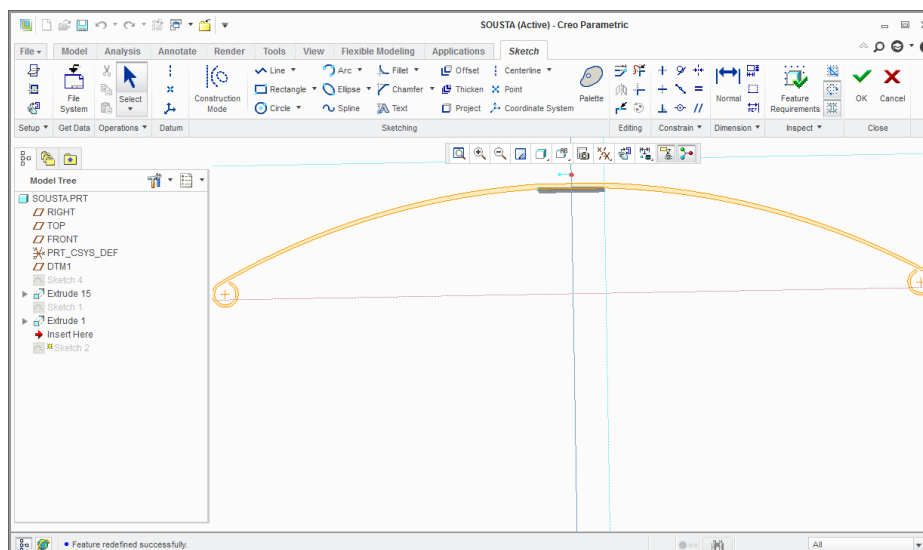 SOUSTA (Active) - Creo Parametric
File Model Analysis Annotate Render Tools View Flexible Modeling Applications Sketch
File System
Select
Construction Mode
Line Arc Fillet Offset Centerline
Rectangle Ellipse Chamfer Thicken Point
Circle Spline Text Project Coordinate System
Palette
Normal
Feature Requirements
OK Cancel
Setup Get Data Operations Datum Sketching Editing Constrain Dimension Inspect Close
Model Tree
SOUSTA.PRT
RIGHT
TOP
FRONT
PRT_CSYS_DEF
DTM1
Sketch 4
Extrude 15
Sketch 1
Extrude 1
Insert Here
Sketch 2
Feature redefined successfully.
All